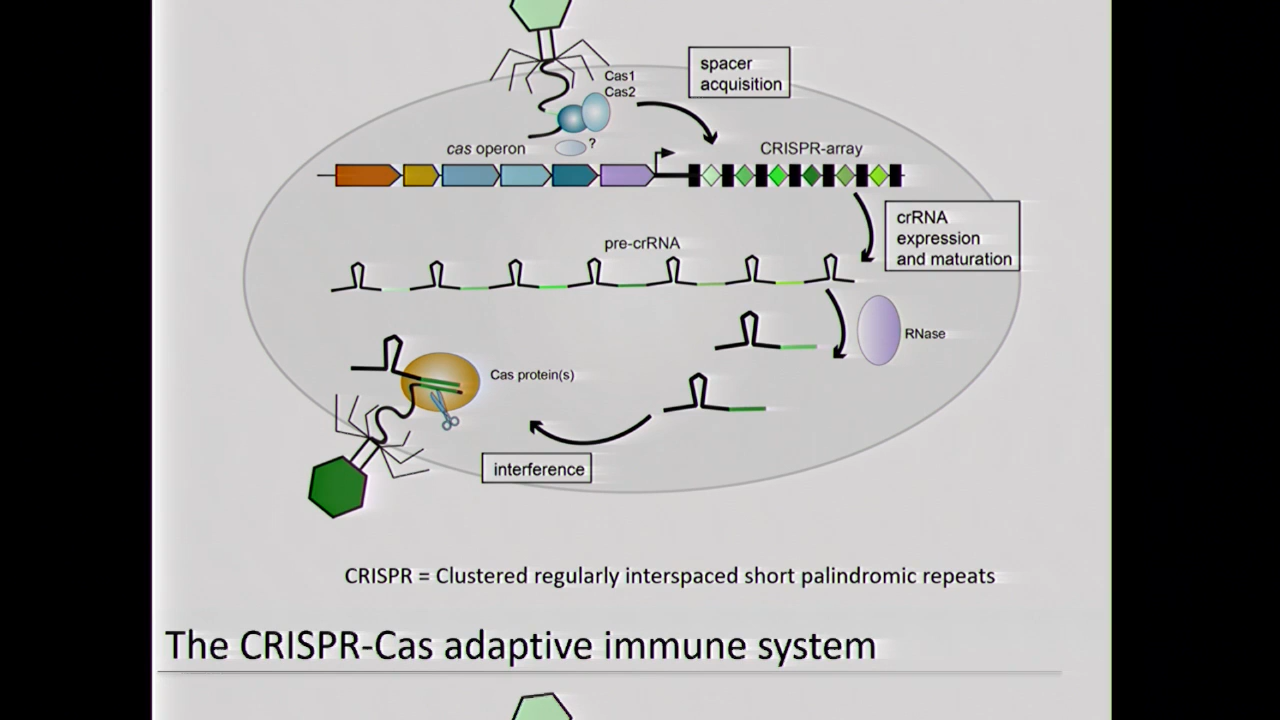 Cas1
Cas2
spacer
acquisition
?
cas operon
CRISPR-array
crRNA
expression
and maturation
pre-crRNA
RNase
Cas protein(s)
interference
CRISPR = Clustered regularly interspaced short palindromic repeats
The CRISPR-Cas adaptive immune system